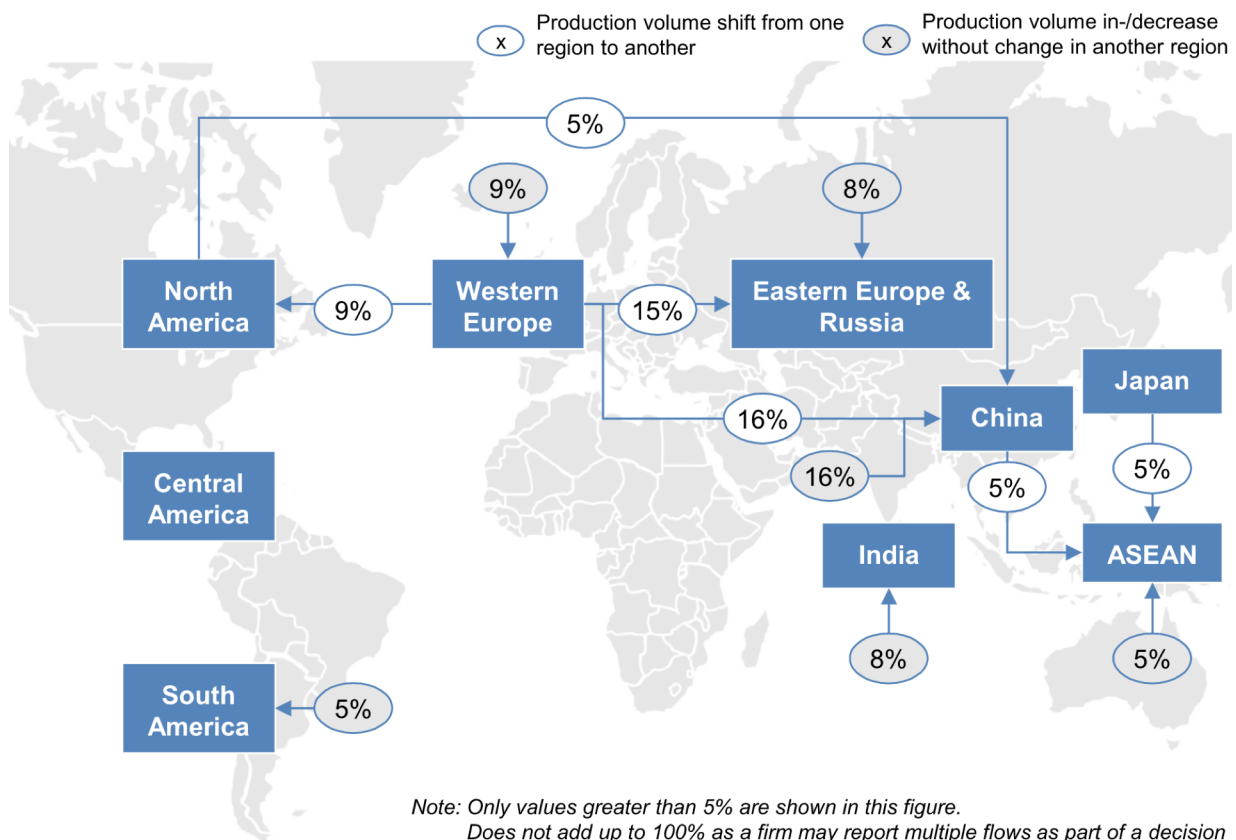 x
Production volume shift from one
region to another
x
Production volume in-/decrease
without change in another region
5%
9%
8%
North
America
9%
Western
Europe
15%
Eastern Europe &
Russia
Japan
16%
China
16%
5%
5%
Central
America
India
ASEAN
8%
5%
South
America
5%
Note: Only values greater than 5% are shown in this figure.
Does not add up to 100% as a firm may report multiple flows as part of a decision